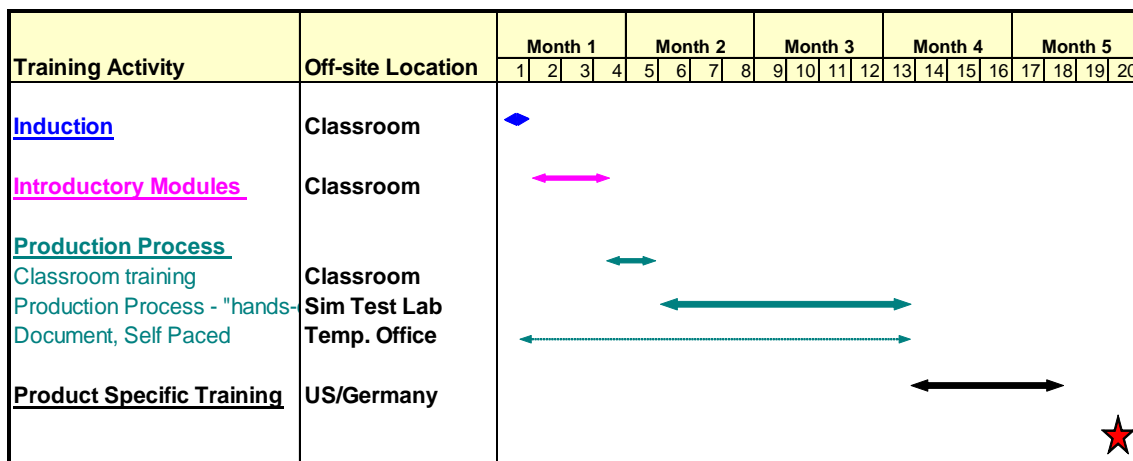 Month 1 Month 2 Month 3 Month 4 Month 5
Training Activity Off-site Location 1 2 3 4 5 6 7 8 9 10 11 12 13 14 15 16 17 18 19 20
Induction Classroom
Introductory Modules Classroom
Production Process
Classroom training Classroom
Production Process - "hands- Sim Test Lab
Document, Self Paced Temp. Office
Product Specific Training US/Germany